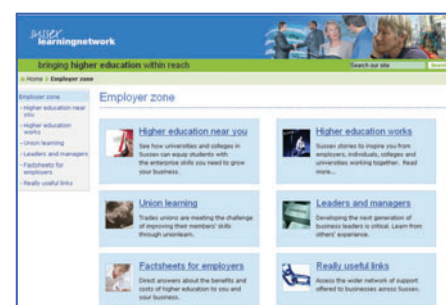 sussex
learningnetwork
bringing higher education within reach
Search our site
Home > Employer zone
Employer zone
Higher education near
you
Higher education
works
Union learning
Leaders and managers
Factsheets for
employers
Really useful links
Employer zone
Higher education near you
See how universities and colleges in
Sussex can equip students with
the enterprise skills you need to grow
your business.
Higher education works
Sussex stories to inspire you from
employers, individuals, colleges and
universities working together. Read
more...
Union learning
Trades unions are meeting the challenge
of improving their members' skills
through unionlearn.
Leaders and managers
Developing the next generation of
business leaders is critical. Learn from
others' experience.
Factsheets for employers
Direct answers about the benefits and
costs of higher education to you and
your business.
Really useful links
Access the wider network of support
offered to businesses across Sussex.